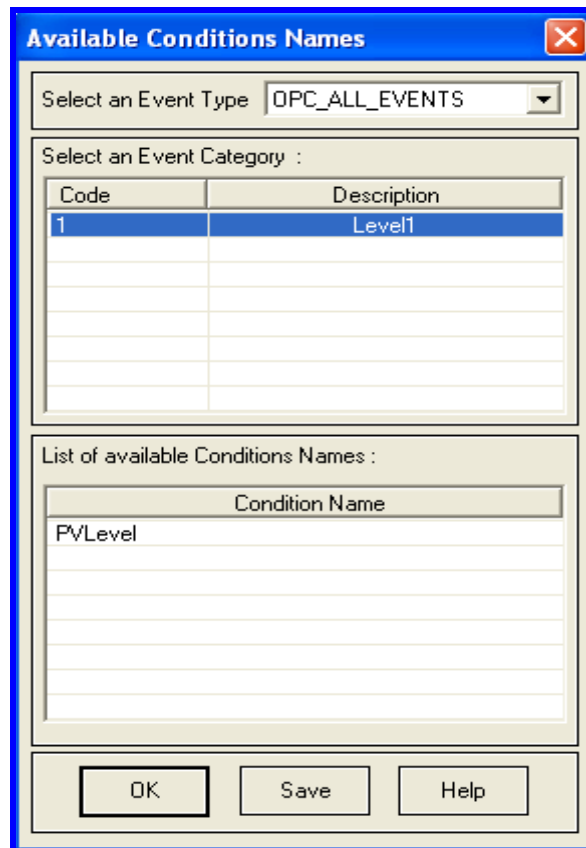 Available Conditions Names
Select an Event Type OPC_ALL_EVENTS
Select an Event Category :
Code Description
1 Level1
List of available Conditions Names :
Condition Name
PVLevel
OK Save Help